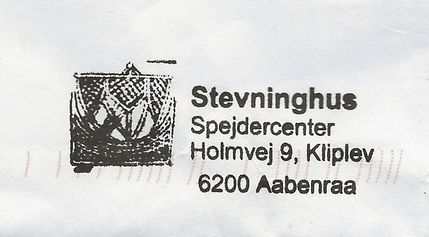 Stevninghus
Spejdercenter
Holmvej 9, Kliplev
6200 Aabenraa